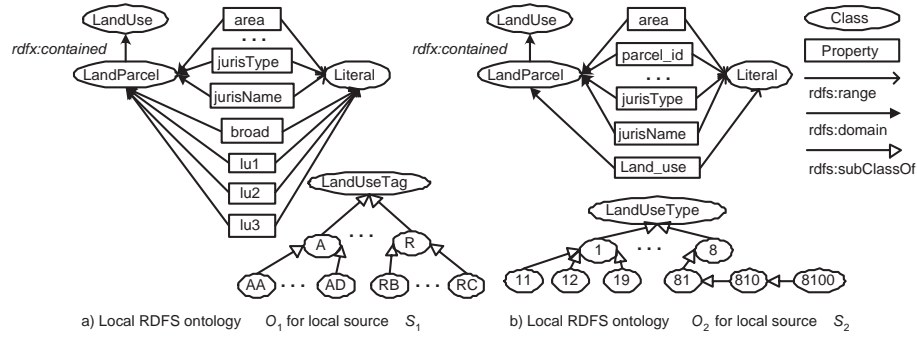 LandUse
rdfx:contained
LandParcel
area
...
jurisType
jurisName
broad
lu1
lu2
lu3
Literal
LandUseTag
A ... R
AA ... AD RB ... RC
a) Local RDFS ontology O1 for local source S1
LandUse
rdfx:contained
LandParcel
area
parcel_id
...
jurisType
jurisName
Land_use
Literal
LandUseType
1 ... 8
11 12 19 81 810 8100
b) Local RDFS ontology O2 for local source S2
Class
Property
rdfs:range
rdfs:domain
rdfs:subClassOf